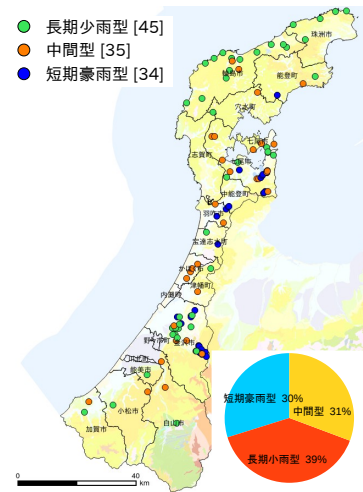 長期少雨型 [45]
中間型 [35]
短期豪雨型 [34]
珠洲市
輪島市
能登町
穴水町
七尾市
志賀町
七尾市
中能登町
羽咋市
宝達志水町
かほく市
津幡町
内灘町
金沢市
野々市市
能美市
小松市
白山市
加賀市
短期豪雨型 30%
中間型 31%
長期小雨型 39%
0 40
km